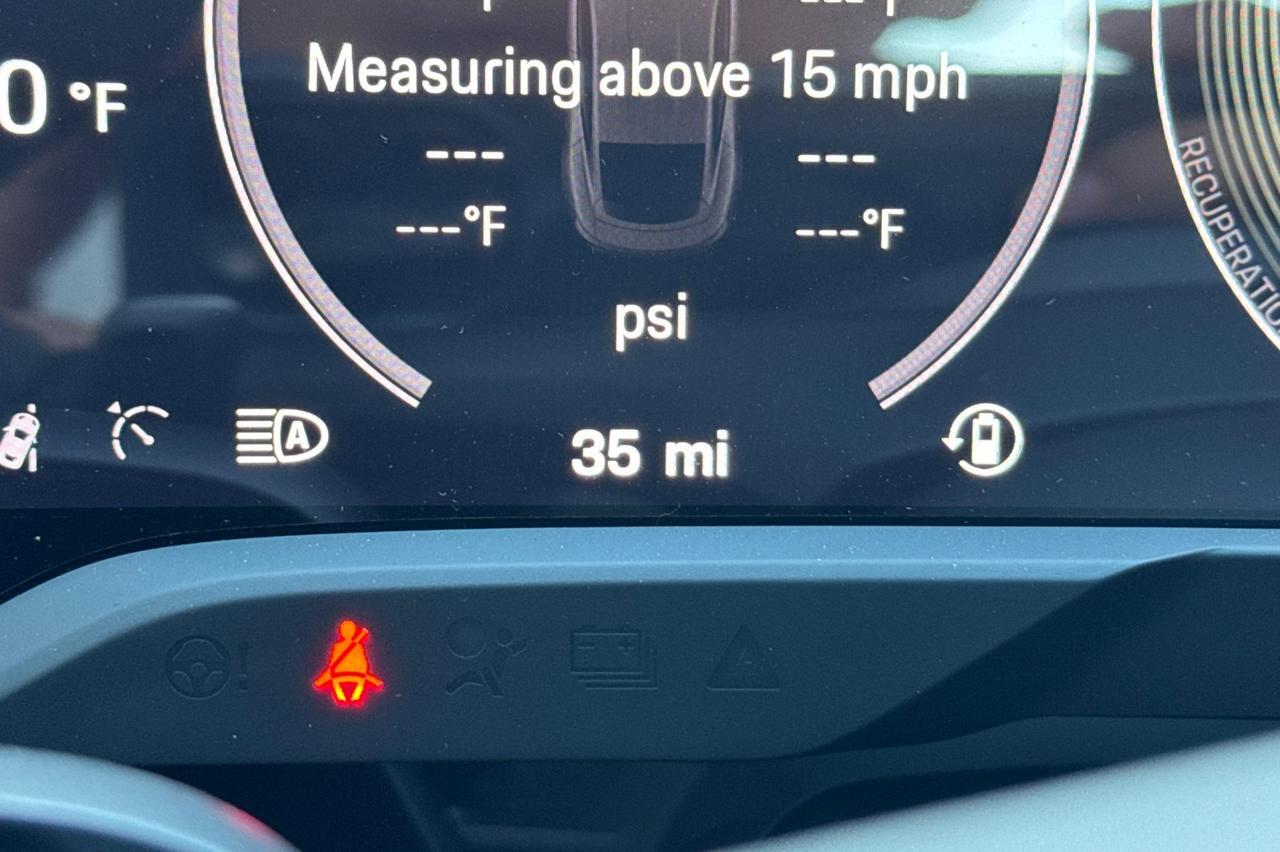 Measuring above 15 mph
0 °F
--- ---
---°F ---°F
RECUPERATIO
psi
A
35 mi